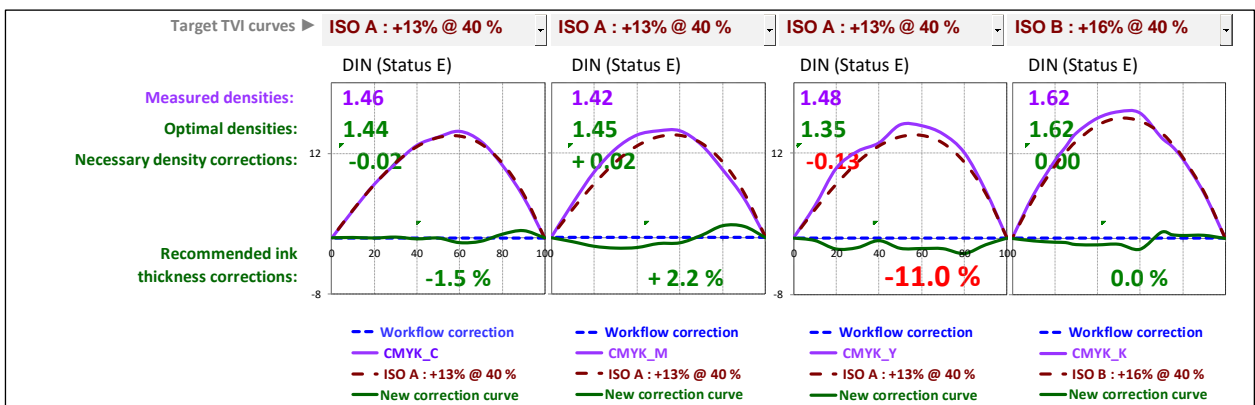 Target TVI curves ► ISO A : +13% @ 40 % ISO A : +13% @ 40 % ISO A : +13% @ 40 % ISO B : +16% @ 40 %
DIN (Status E) DIN (Status E) DIN (Status E) DIN (Status E)
Measured densities: 1.46 1.42 1.48 1.62
Optimal densities: 1.44 1.45 1.35 1.62
12 12
Necessary density corrections: -0.02 + 0.02 -0.13 0.00
0 20 40 60 80 100 0 20 40 60 80 100
Recommended ink
thickness corrections: -1.5 % + 2.2 % -11.0 % 0.0 %
-8 -8
Workflow correction Workflow correction Workflow correction Workflow correction
CMYK_C CMYK_M CMYK_Y CMYK_K
ISO A : +13% @ 40 % ISO A : +13% @ 40 % ISO A : +13% @ 40 % ISO B : +16% @ 40 %
New correction curve New correction curve New correction curve New correction curve